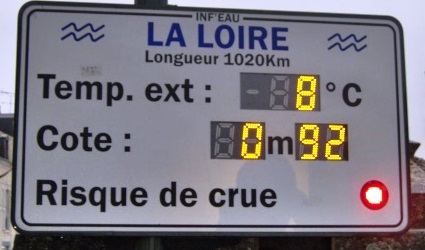 INF'EAU
LA LOIRE
Longueur 1020Km
Temp. ext : 8°C
Cote : 0m92
Risque de crue